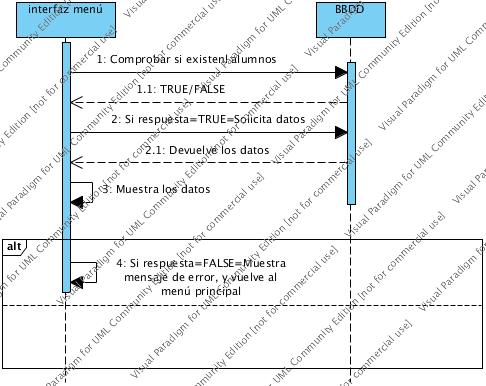 interfaz menú
BBDD
1: Comprobar si existen alumnos
1.1: TRUE/FALSE
2: Si respuesta=TRUE=Solicita datos
2.1: Devuelve los datos
3: Muestra los datos
alt
4: Si respuesta=FALSE=Muestra
mensaje de error, y vuelve al
menú principal
Visual Paradigm for UML Community Edition [not for commercial use]